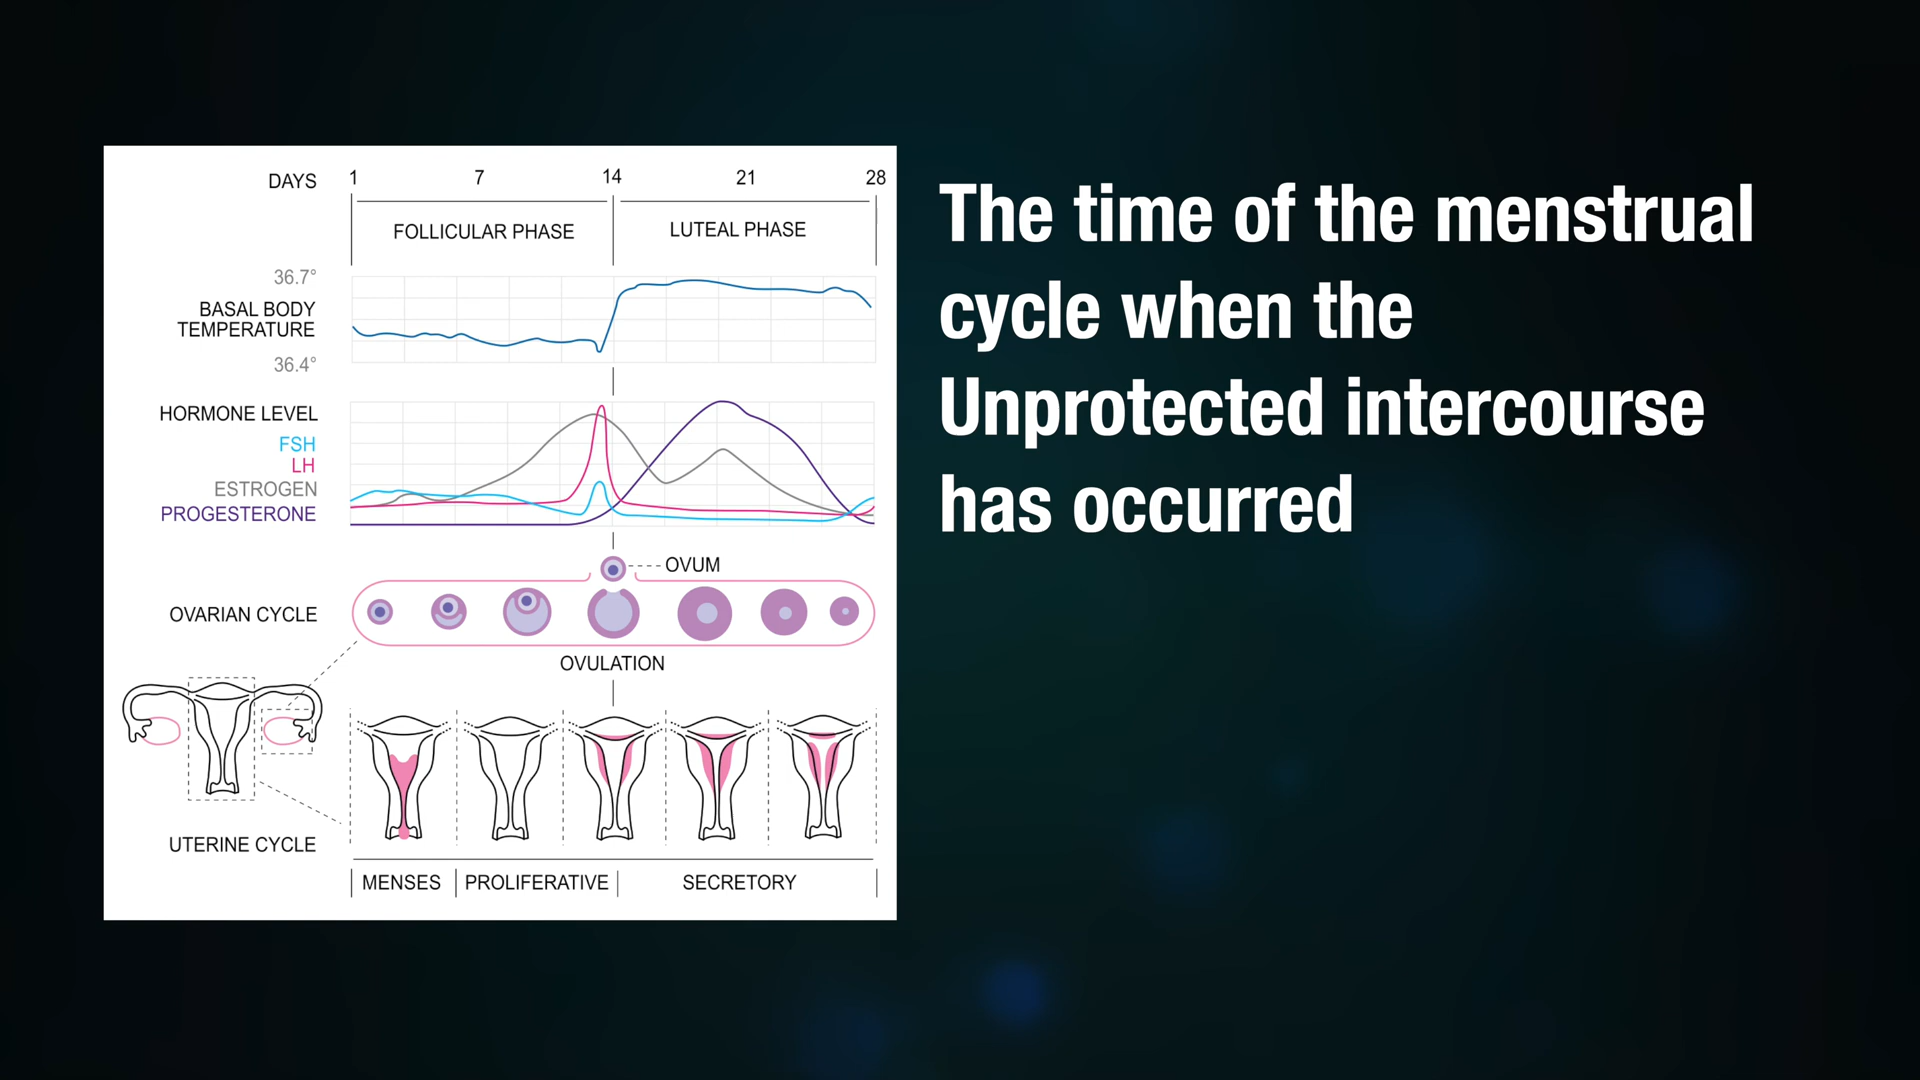 DAYS 1 7 14 21 28
FOLLICULAR PHASE LUTEAL PHASE
36.7°
BASAL BODY
TEMPERATURE
36.4°
HORMONE LEVEL
FSH
LH
ESTROGEN
PROGESTERONE
OVUM
OVARIAN CYCLE
OVULATION
UTERINE CYCLE
MENSES PROLIFERATIVE SECRETORY
The time of the menstrual
cycle when the
Unprotected intercourse
has occurred